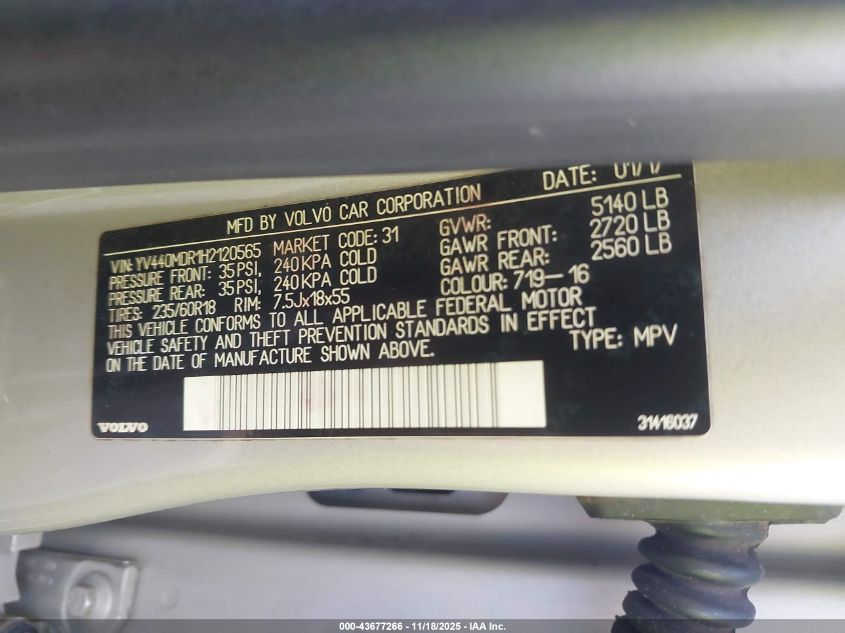 MFD BY VOLVO CAR CORPORATION DATE: 01/17
VIN: YV440MDR1H2120565 MARKET CODE: 31 GVWR: 5140 LB
PRESSURE FRONT: 35 PSI, 240 KPA COLD GAWR FRONT: 2720 LB
PRESSURE REAR: 35 PSI, 240 KPA COLD GAWR REAR: 2560 LB
TIRES: 235/60R18 RIM: 7.5Jx18x55 COLOUR: 719-16
THIS VEHICLE CONFORMS TO ALL APPLICABLE FEDERAL MOTOR
VEHICLE SAFETY AND THEFT PREVENTION STANDARDS IN EFFECT
ON THE DATE OF MANUFACTURE SHOWN ABOVE. TYPE: MPV
VOLVO 31416037
000-43677266 - 11/18/2025 - IAA Inc.